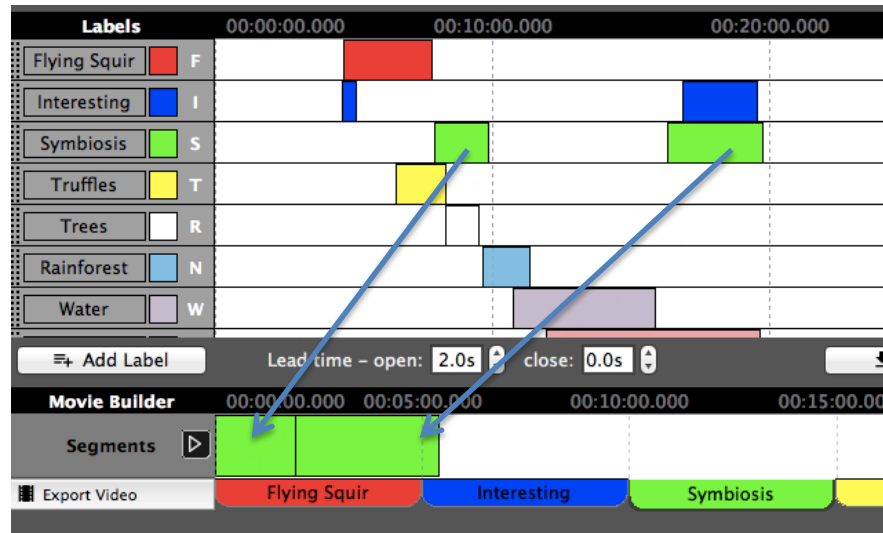 Labels 00:00:00.000 00:10:00.000 00:20:00.000
Flying Squir F
Interesting I
Symbiosis S
Truffles T
Trees R
Rainforest N
Water W
Add Label Lead time – open: 2.0s close: 0.0s
Movie Builder 00:00:00.000 00:05:00.000 00:10:00.000 00:15:00.00
Segments
Export Video Flying Squir Interesting Symbiosis